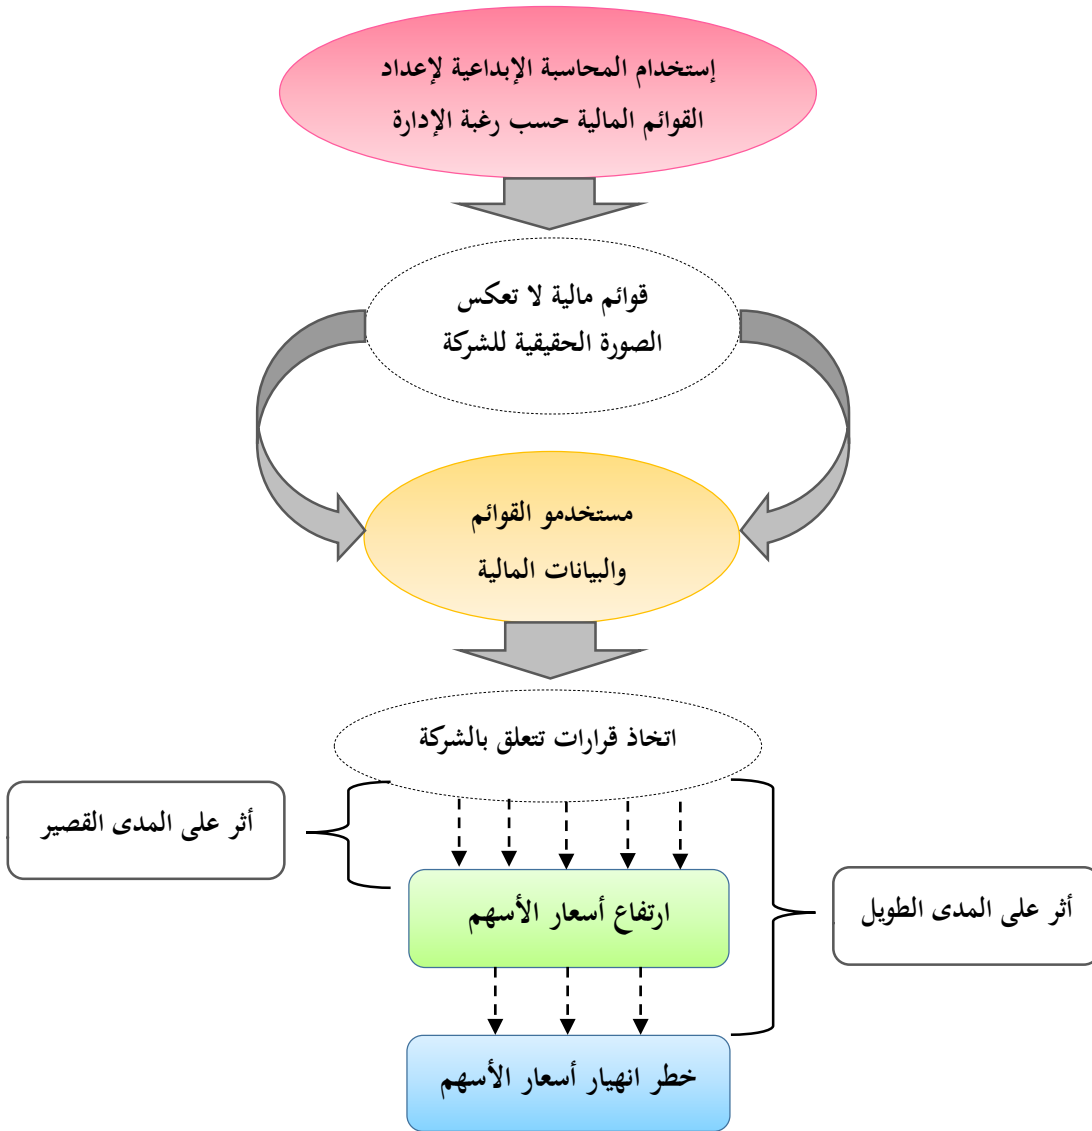 إستخدام المحاسبة الإبداعية لإعداد
القوائم المالية حسب رغبة الإدارة
قوائم مالية لا تعكس
الصورة الحقيقية للشركة
مستخدمو القوائم
والبيانات المالية
اتخاذ قرارات تتعلق بالشركة
أثر على المدى القصير
ارتفاع أسعار الأسهم
أثر على المدى الطويل
خطر انهيار أسعار الأسهم